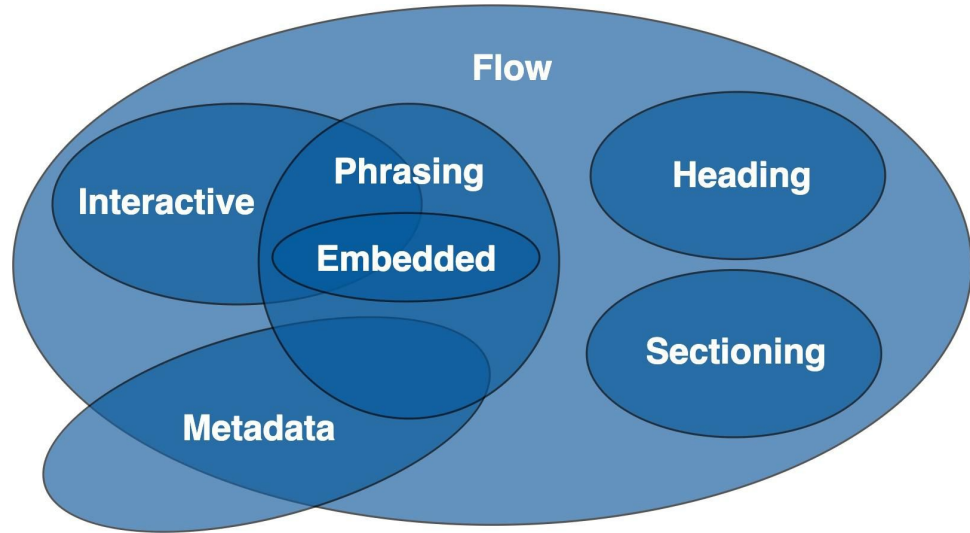 Flow
Phrasing
Interactive
Embedded
Heading
Sectioning
Metadata